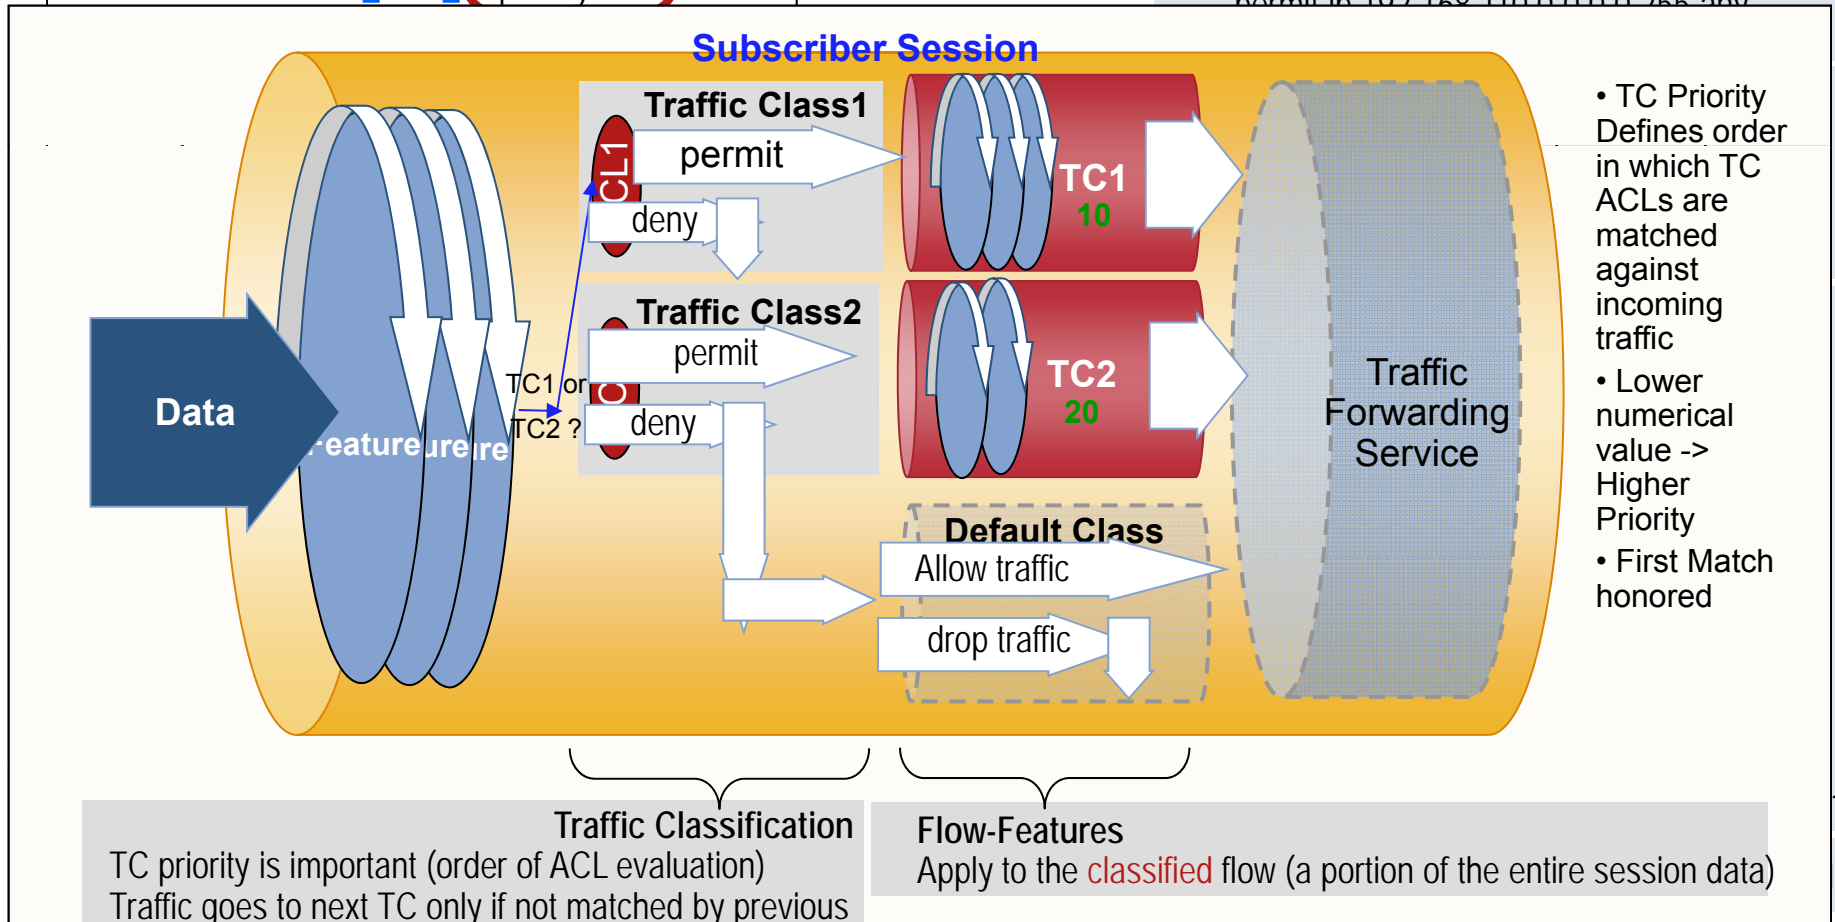 Subscriber Session
Traffic Class1
permit
CL1
deny
TC1
10
Traffic Class2
permit
C
deny
TC1 or
TC2 ?
TC2
20
Data
Feature
ure
ire
Default Class
Allow traffic
drop traffic
Traffic
Forwarding
Service
• TC Priority
Defines order
in which TC
ACLs are
matched
against
incoming
traffic
• Lower
numerical
value ->
Higher
Priority
• First Match
honored
Traffic Classification
TC priority is important (order of ACL evaluation)
Traffic goes to next TC only if not matched by previous
Flow-Features
Apply to the classified flow (a portion of the entire session data)